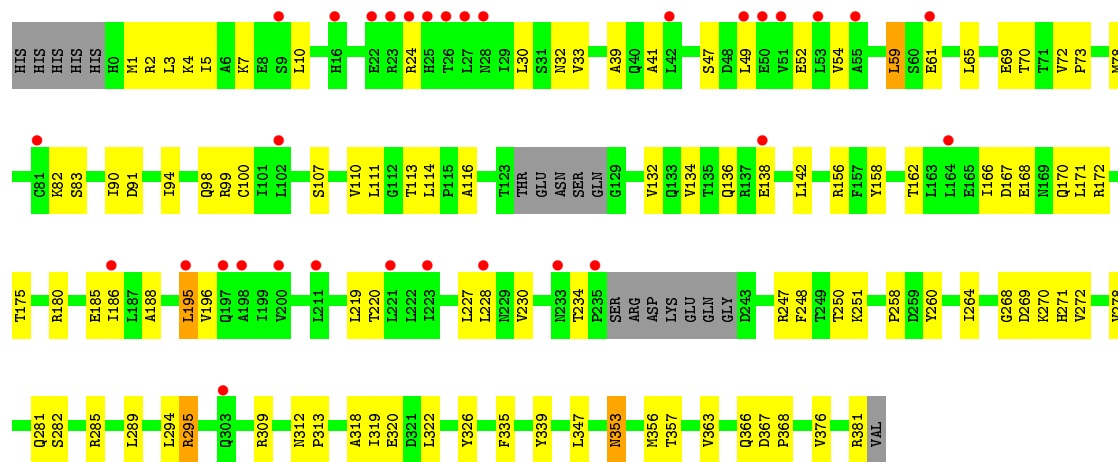 HIS HIS HIS HIS HIS H0 M1 R2 L3 K4 I5 A6 K7 E8 S9 L10 H16 E22 R23 R24 H25 T26 L27 N28 I29 L30 S31 N32 V33 A39 Q40 A41 L42 S47 D48 L49 E50 V51 E52 L53 V54 A55 L59 S60 E61 L65 E69 T70 T71 V72 P73 M78
C81 K82 S83 I90 D91 I94 Q98 R99 C100 I101 L102 S107 V110 L111 G112 T113 L114 P115 A116 T123 THR GLU ASN SER GLN G129 V132 Q133 V134 T135 Q136 R137 E138 L142 R156 F157 Y158 T162 L163 L164 E165 I166 D167 E168 N169 Q170 L171 R172
T175 R180 E185 I186 L187 A188 L195 V196 Q197 A198 I199 V200 L211 L219 T220 L221 L222 I223 L227 L228 N229 V230 N233 T234 P235 SER ARG ASP LYS GLU GLN GLY D243 R247 F248 T249 T250 K251 P258 D259 Y260 I264 G268 D269 K270 H271 V272 V278
Q281 S282 R285 L289 L294 R295 Q303 R309 N312 P313 A318 I319 E320 D321 L322 Y326 F335 Y339 L347 N353 M356 T357 V363 Q366 D367 P368 V376 R381 VAL